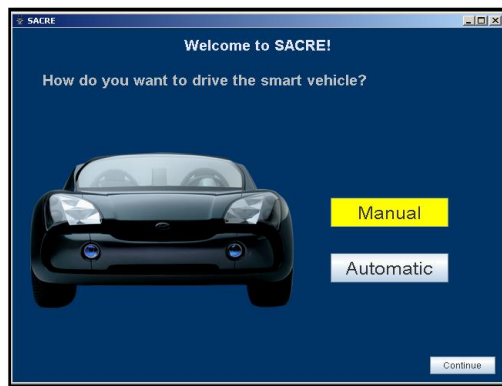 SACRE
Welcome to SACRE!
How do you want to drive the smart vehicle?
Manual
Automatic
Continue